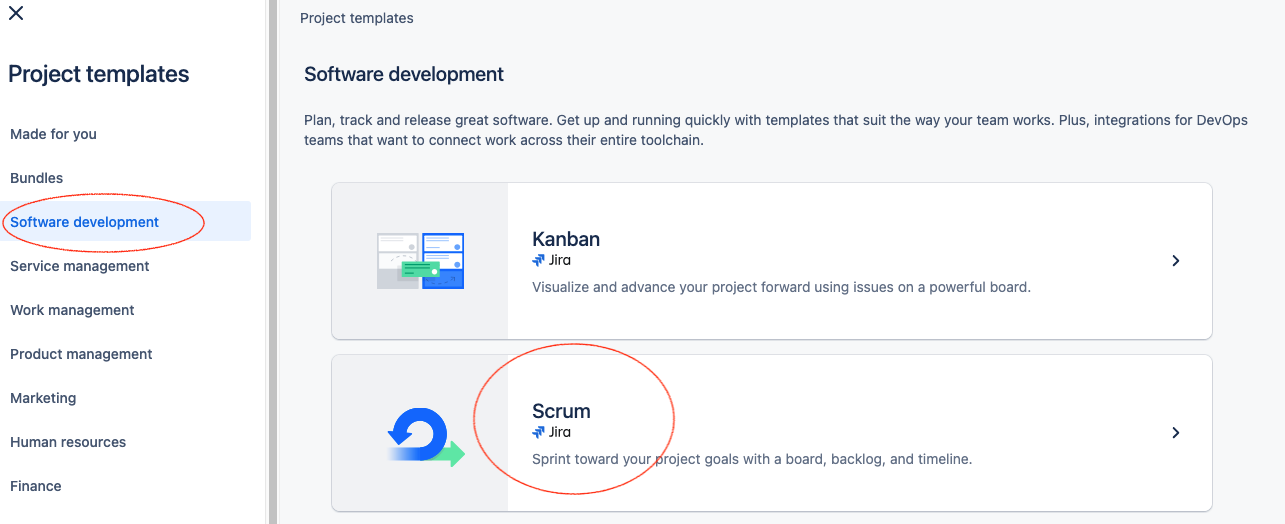 Project templates
Made for you
Bundles
Software development
Service management
Work management
Product management
Marketing
Human resources
Finance
Project templates
Software development
Plan, track and release great software. Get up and running quickly with templates that suit the way your team works. Plus, integrations for DevOps
teams that want to connect work across their entire toolchain.
Kanban
Jira
Visualize and advance your project forward using issues on a powerful board.
Scrum
Jira
Sprint toward your project goals with a board, backlog, and timeline.